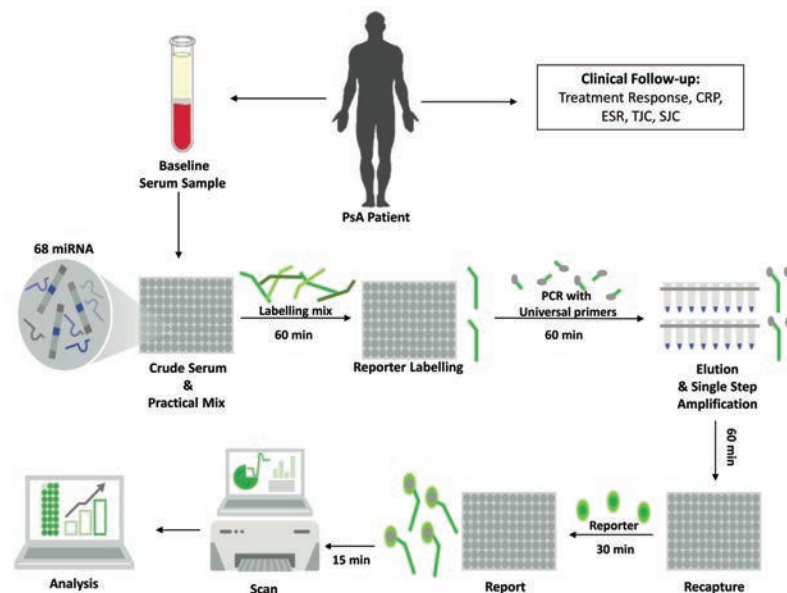 Clinical Follow-up:
Treatment Response, CRP,
ESR, TJC, SJC
Baseline
Serum Sample
PsA Patient
68 miRNA
Labelling mix
60 min
PCR with
Universal primers
60 min
Crude Serum
&
Practical Mix
Reporter Labelling
Elution
& Single Step
Amplification
60 min
Reporter
30 min
15 min
Analysis
Scan
Report
Recapture